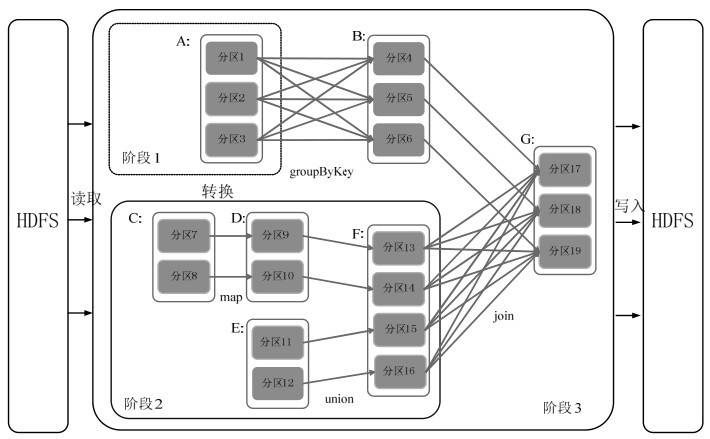 HDFS
读取
A:
分区1
分区2
分区3
阶段1
groupByKey
B:
分区4
分区5
分区6
转换
C:
分区7
分区8
map
D:
分区9
分区10
E:
分区11
分区12
union
F:
分区13
分区14
分区15
分区16
阶段2
join
G:
分区17
分区18
分区19
阶段3
写入
HDFS